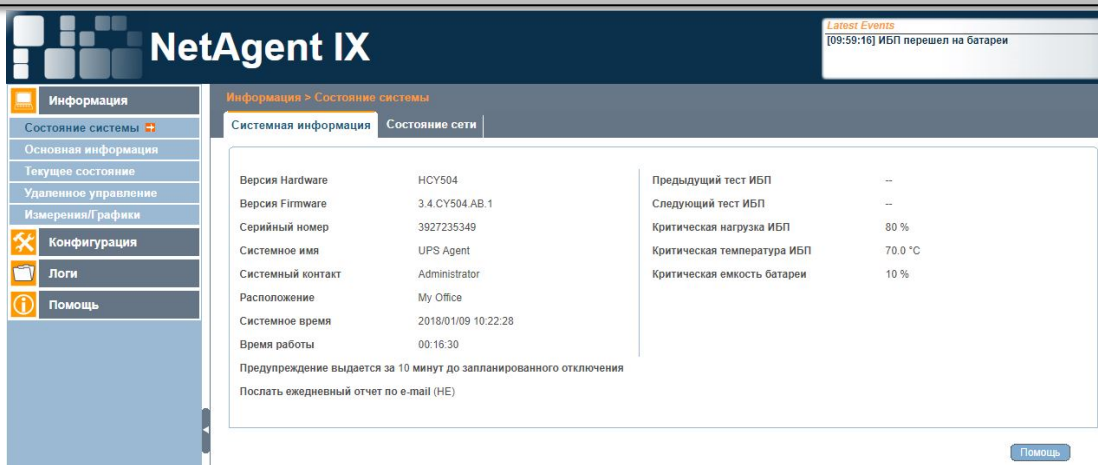 NetAgent IX
Latest Events
[09:59:16] ИБП перешел на батареи
Информация
Состояние системы
Основная информация
Текущее состояние
Удаленное управление
Измерения/Графики
Конфигурация
Логи
Помощь
Информация > Состояние системы
Системная информация Состояние сети
Версия Hardware HCY504
Версия Firmware 3.4.CY504.AB.1
Серийный номер 3927235349
Системное имя UPS Agent
Системный контакт Administrator
Расположение My Office
Системное время 2018/01/09 10:22:28
Время работы 00:16:30
Предупреждение выдается за 10 минут до запланированного отключения
Послать ежедневный отчет по e-mail (НЕ)
Предыдущий тест ИБП --
Следующий тест ИБП --
Критическая нагрузка ИБП 80 %
Критическая температура ИБП 70.0 °C
Критическая емкость батареи 10 %
Помощь